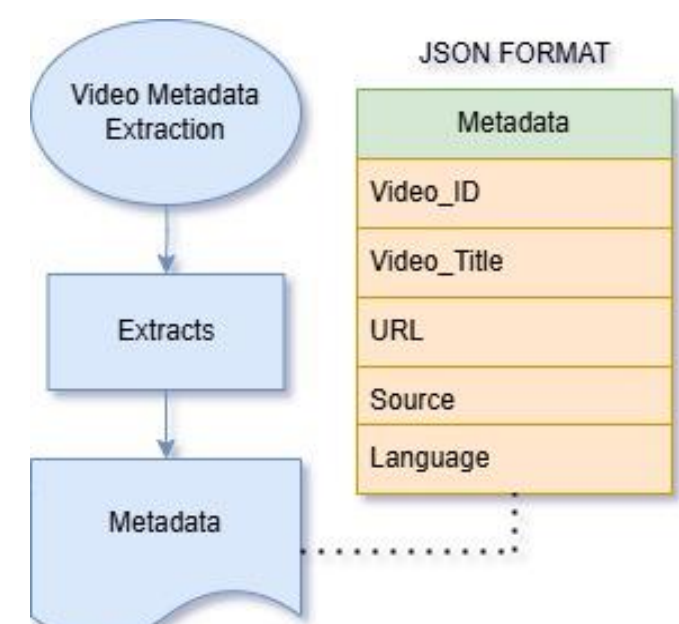 Video Metadata
Extraction
Extracts
Metadata
JSON FORMAT
Metadata
Video_ID
Video_Title
URL
Source
Language